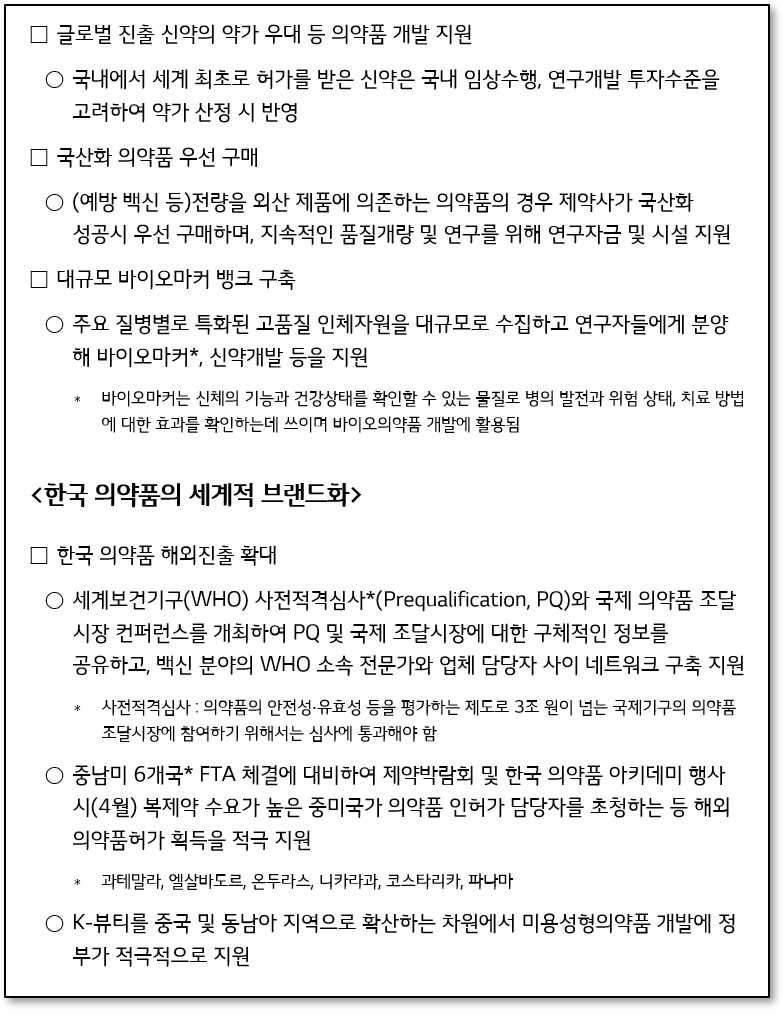 □ 글로벌 진출 신약의 약가 우대 등 의약품 개발 지원
○ 국내에서 세계 최초로 허가를 받은 신약은 국내 임상수행, 연구개발 투자수준을
고려하여 약가 산정 시 반영
□ 국산화 의약품 우선 구매
○ (예방 백신 등)전량을 외산 제품에 의존하는 의약품의 경우 제약사가 국산화
성공시 우선 구매하며, 지속적인 품질개량 및 연구를 위해 연구자금 및 시설 지원
□ 대규모 바이오마커 뱅크 구축
○ 주요 질병별로 특화된 고품질 인체자원을 대규모로 수집하고 연구자들에게 분양
해 바이오마커*, 신약개발 등을 지원
* 바이오마커는 신체의 기능과 건강상태를 확인할 수 있는 물질로 병의 발전과 위험 상태, 치료 방법
에 대한 효과를 확인하는데 쓰이며 바이오의약품 개발에 활용됨
<한국 의약품의 세계적 브랜드화>
□ 한국 의약품 해외진출 확대
○ 세계보건기구(WHO) 사전적격심사*(Prequalification, PQ)와 국제 의약품 조달
시장 컨퍼런스를 개최하여 PQ 및 국제 조달시장에 대한 구체적인 정보를
공유하고, 백신 분야의 WHO 소속 전문가와 업체 담당자 사이 네트워크 구축 지원
* 사전적격심사 : 의약품의 안전성·유효성 등을 평가하는 제도로 3조 원이 넘는 국제기구의 의약품
조달시장에 참여하기 위해서는 심사에 통과해야 함
○ 중남미 6개국* FTA 체결에 대비하여 제약박람회 및 한국 의약품 아키데미 행사
시(4월) 복제약 수요가 높은 중미국가 의약품 인허가 담당자를 초청하는 등 해외
의약품허가 획득을 적극 지원
* 과테말라, 엘살바도르, 온두라스, 니카라과, 코스타리카, 파나마
○ K-뷰티를 중국 및 동남아 지역으로 확산하는 차원에서 미용성형의약품 개발에 정
부가 적극적으로 지원